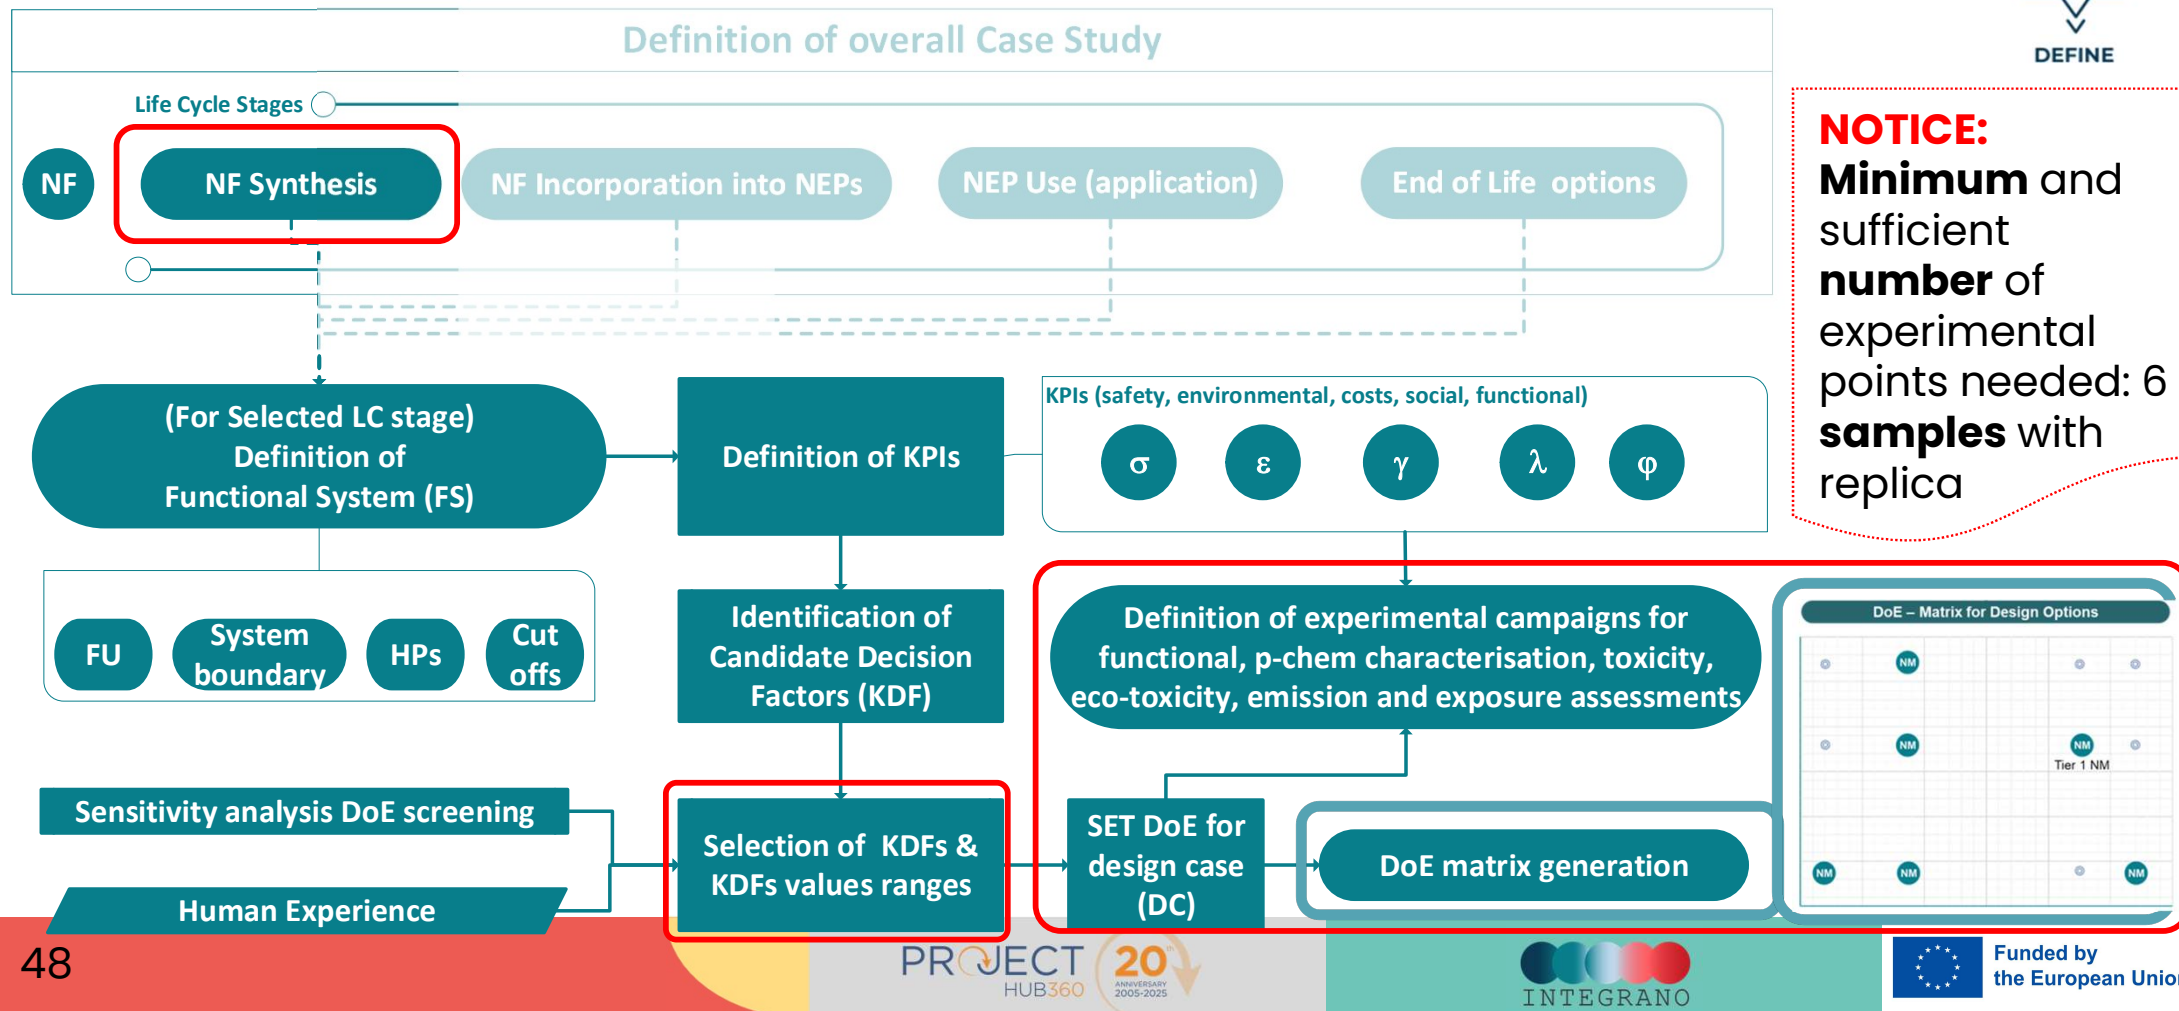 Definition of overall Case Study
DEFINE
Life Cycle Stages
NF
NF Synthesis
NF Incorporation into NEPs
NEP Use (application)
End of Life options
NOTICE:
Minimum and
sufficient
number of
experimental
points needed: 6
samples with
replica
(For Selected LC stage)
Definition of
Functional System (FS)
Definition of KPIs
KPIs (safety, environmental, costs, social, functional)
σ
ε
γ
λ
φ
FU
System
boundary
HPs
Cut
offs
Identification of
Candidate Decision
Factors (KDF)
Definition of experimental campaigns for
functional, p-chem characterisation, toxicity,
eco-toxicity, emission and exposure assessments
DoE – Matrix for Design Options
NM
NM
NM
Tier 1 NM
NM
NM
NM
Sensitivity analysis DoE screening
Human Experience
Selection of KDFs &
KDFs values ranges
SET DoE for
design case
(DC)
DoE matrix generation
48
PROJECT
HUB360
20th
ANNIVERSARY
2005-2025
INTEGRANO
Funded by
the European Union